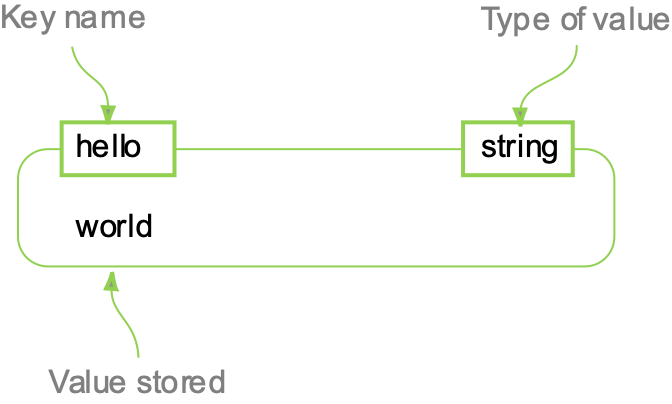 Key name
Type of value
hello
string
world
Value stored